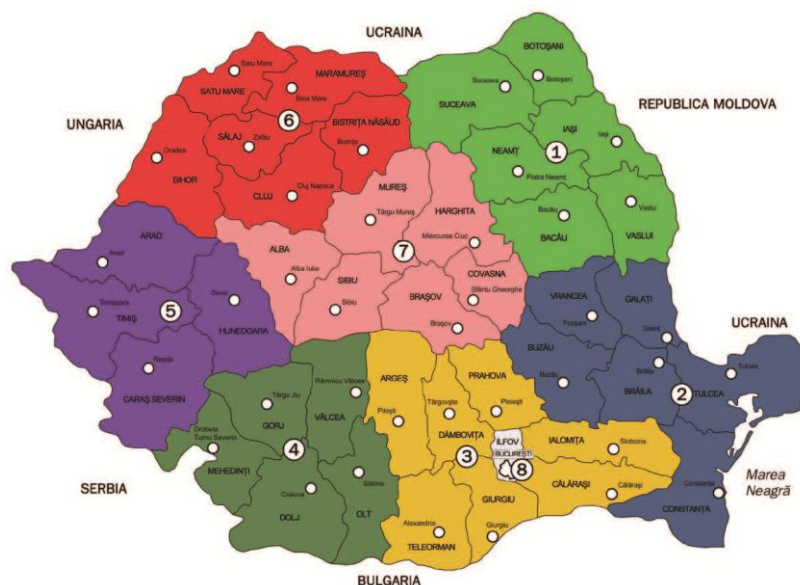 UCRAINA
BOTOȘANI
Satu Mare
MARAMUREȘ
Suceava
Botoșani
SATU MARE
Baia Mare
SUCEAVA
REPUBLICA MOLDOVA
UNGARIA
6
BISTRIȚA NĂSĂUD
IAȘI
SĂLAJ
Zalău
Iași
Oradea
Bistrița
NEAMȚ
1
BIHOR
Piatra Neamț
CLUJ
Cluj Napoca
MUREȘ
HARGHITA
Vaslui
Bacău
Târgu Mureș
BACĂU
VASLUI
ARAD
Miercurea Ciuc
ALBA
7
Arad
Alba Iulia
COVASNA
SIBIU
Sfântu Gheorghe
VRANCEA
GALAȚI
Deva
BRAȘOV
Timișoara
5
Sibiu
Focșani
TIMIȘ
UCRAINA
HUNEDOARA
Brașov
Galați
BUZĂU
Reșița
ARGEȘ
PRAHOVA
Brăila
Tulcea
Râmnicu Vâlcea
Buzău
BRĂILA
2
TULCEA
CARAȘ SEVERIN
Târgu Jiu
VÂLCEA
Târgovște
Ploiești
Pitești
GORJ
Drobeta
Turnu Severin
DÂMBOVIȚA
ILFOV
IALOMIȚA
4
BUCUREȘTI
Slobozia
3
8
MEHEDINȚI
Slatina
Marea
Neagră
SERBIA
Craiova
GIURGIU
CĂLĂRAȘI
Călărași
Constanța
DOLJ
OLT
CONSTANȚA
Alexandria
Giurgiu
TELEORMAN
BULGARIA